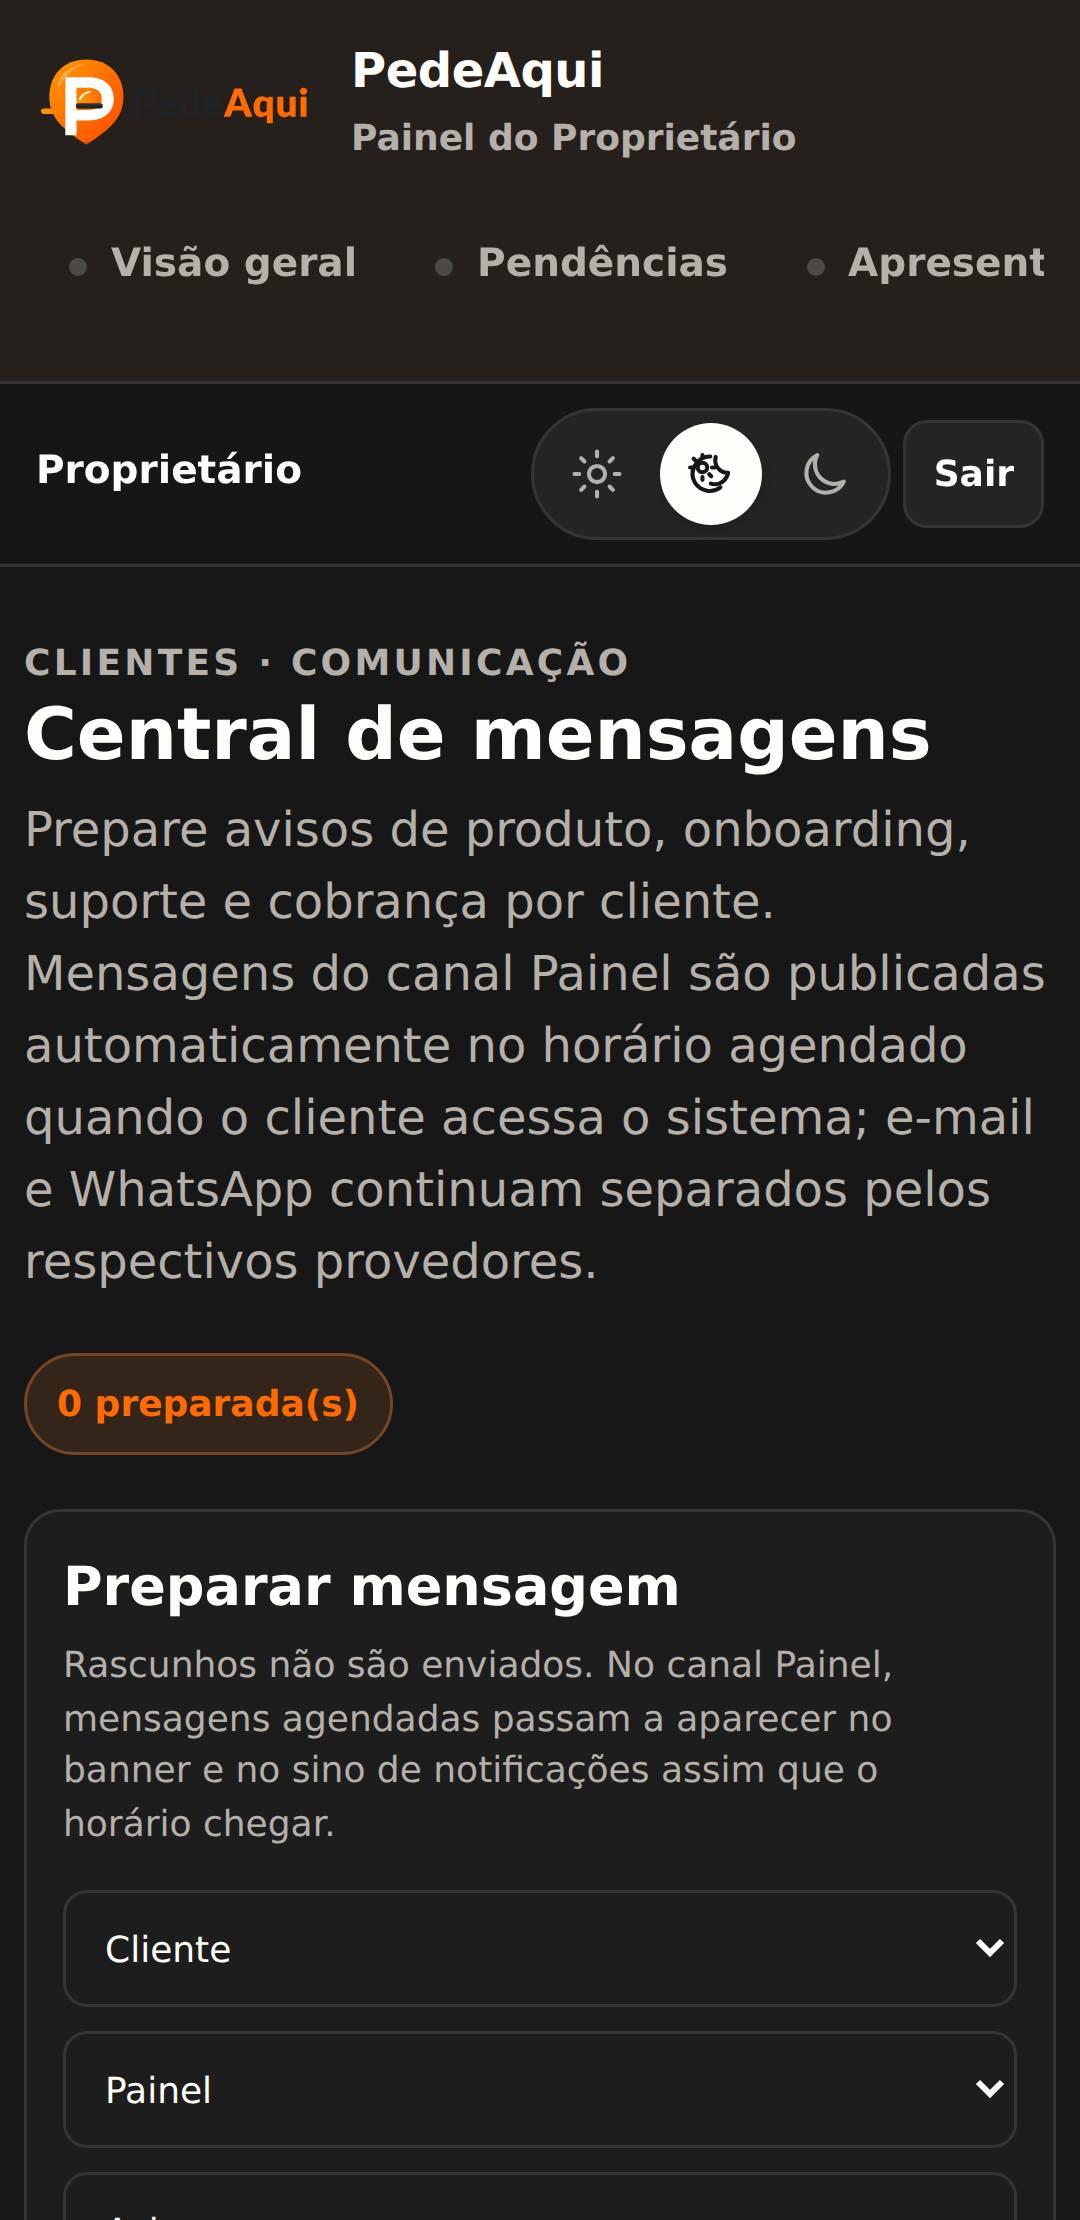 PedeAqui
PedeAqui
Painel do Proprietário
Visão geral
Pendências
Apresent
Proprietário
Sair
CLIENTES · COMUNICAÇÃO
Central de mensagens
Prepare avisos de produto, onboarding,
suporte e cobrança por cliente.
Mensagens do canal Painel são publicadas
automaticamente no horário agendado
quando o cliente acessa o sistema; e-mail
e WhatsApp continuam separados pelos
respectivos provedores.
0 preparada(s)
Preparar mensagem
Rascunhos não são enviados. No canal Painel,
mensagens agendadas passam a aparecer no
banner e no sino de notificações assim que o
horário chegar.
Cliente
Painel